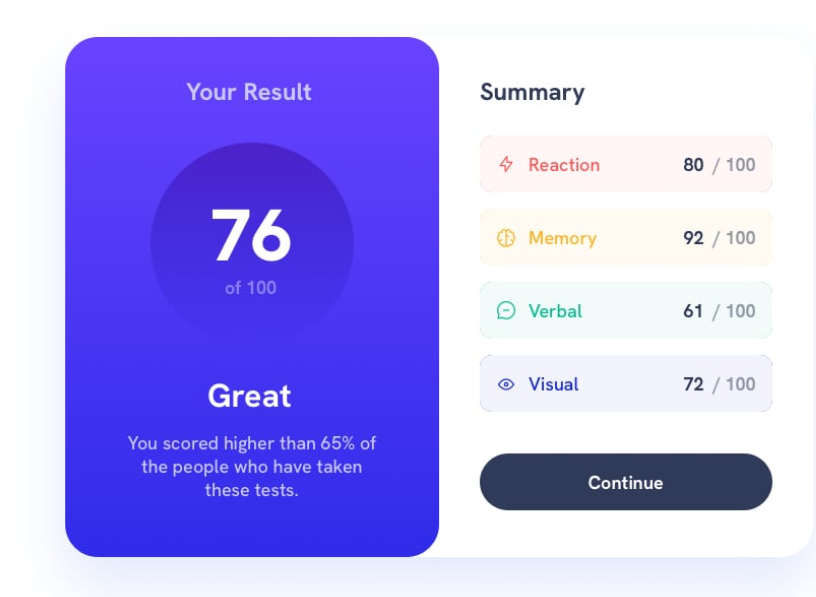 Your Result
76
of 100
Great
You scored higher than 65% of
the people who have taken
these tests.
Summary
Reaction 80 / 100
Memory 92 / 100
Verbal 61 / 100
Visual 72 / 100
Continue